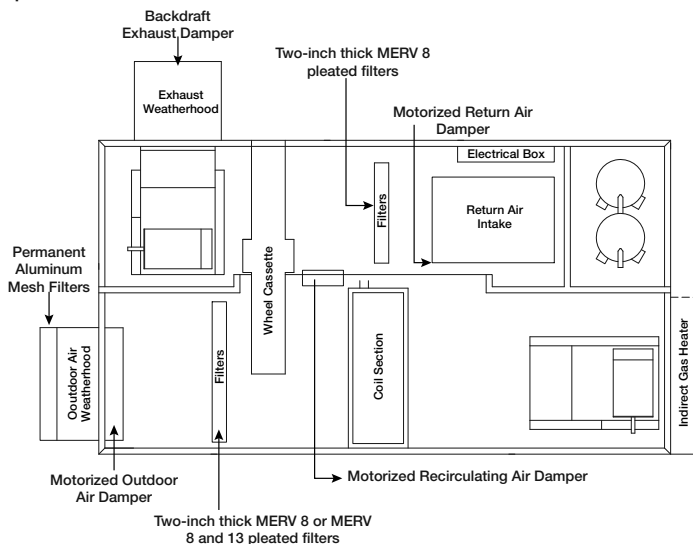 Backdraft
Exhaust Damper
Two-inch thick MERV 8
pleated filters
Exhaust
Weatherhood
Motorized Return Air
Damper
Electrical Box
Filters
Return Air
Intake
Permanent
Aluminum
Mesh Filters
Wheel Cassette
Ooutdoor Air
Weatherhood
Filters
Coil Section
Indirect Gas Heater
Motorized Outdoor
Air Damper
Motorized Recirculating Air Damper
Two-inch thick MERV 8 or MERV
8 and 13 pleated filters